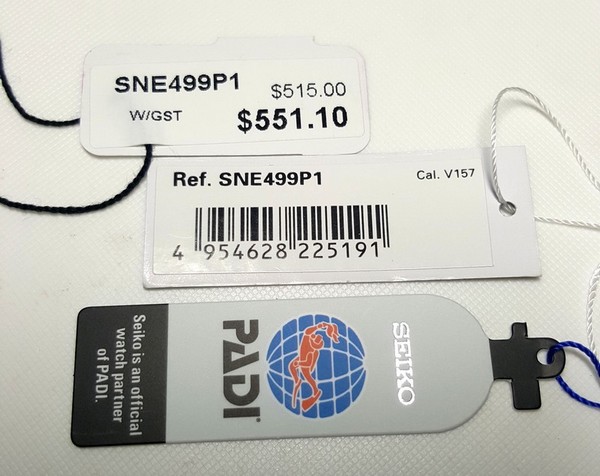 SNE499P1
$515.00
W/GST
$551.10
Ref. SNE499P1
Cal. V157
4 954628 225191
SEIKO
PADI
Seiko is an official
watch partner
of PADI.